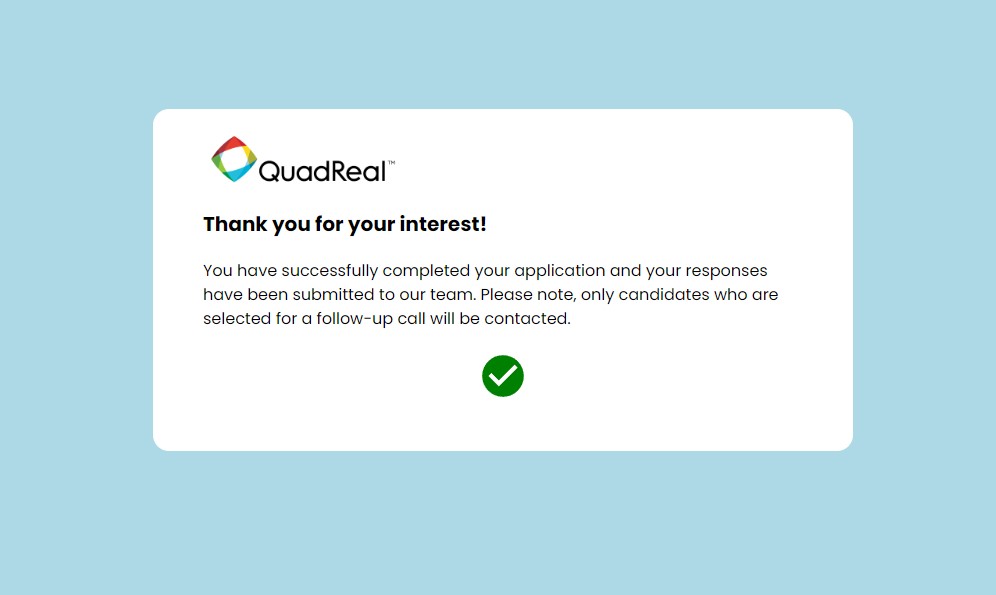 QuadReal™
Thank you for your interest!
You have successfully completed your application and your responses
have been submitted to our team. Please note, only candidates who are
selected for a follow-up call will be contacted.